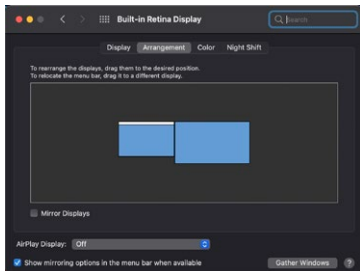 Built-in Retina Display
Search
Display Arrangement Color Night Shift
To rearrange the displays, drag them to the desired position.
To relocate the menu bar, drag it to a different display.
Mirror Displays
AirPlay Display: Off
Show mirroring options in the menu bar when available
Gather Windows ?